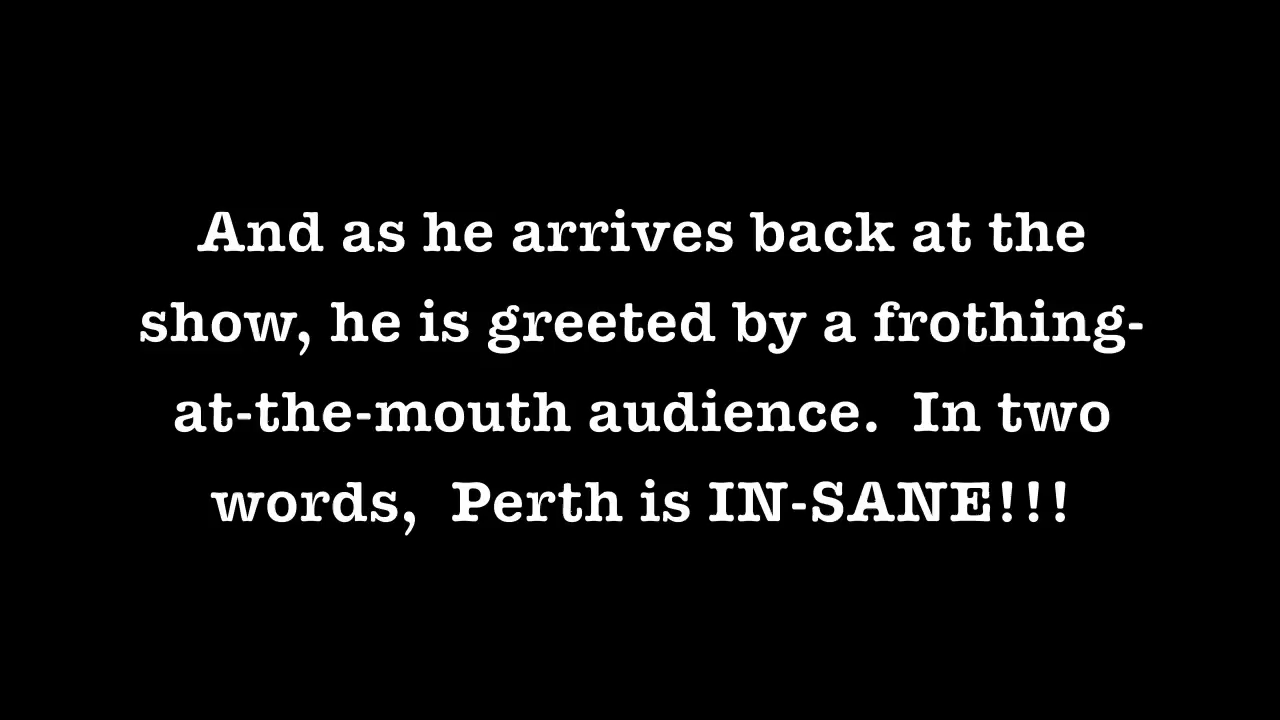 And as he arrives back at the
show, he is greeted by a frothing-
at-the-mouth audience.  In two
words,  Perth is IN-SANE!!!